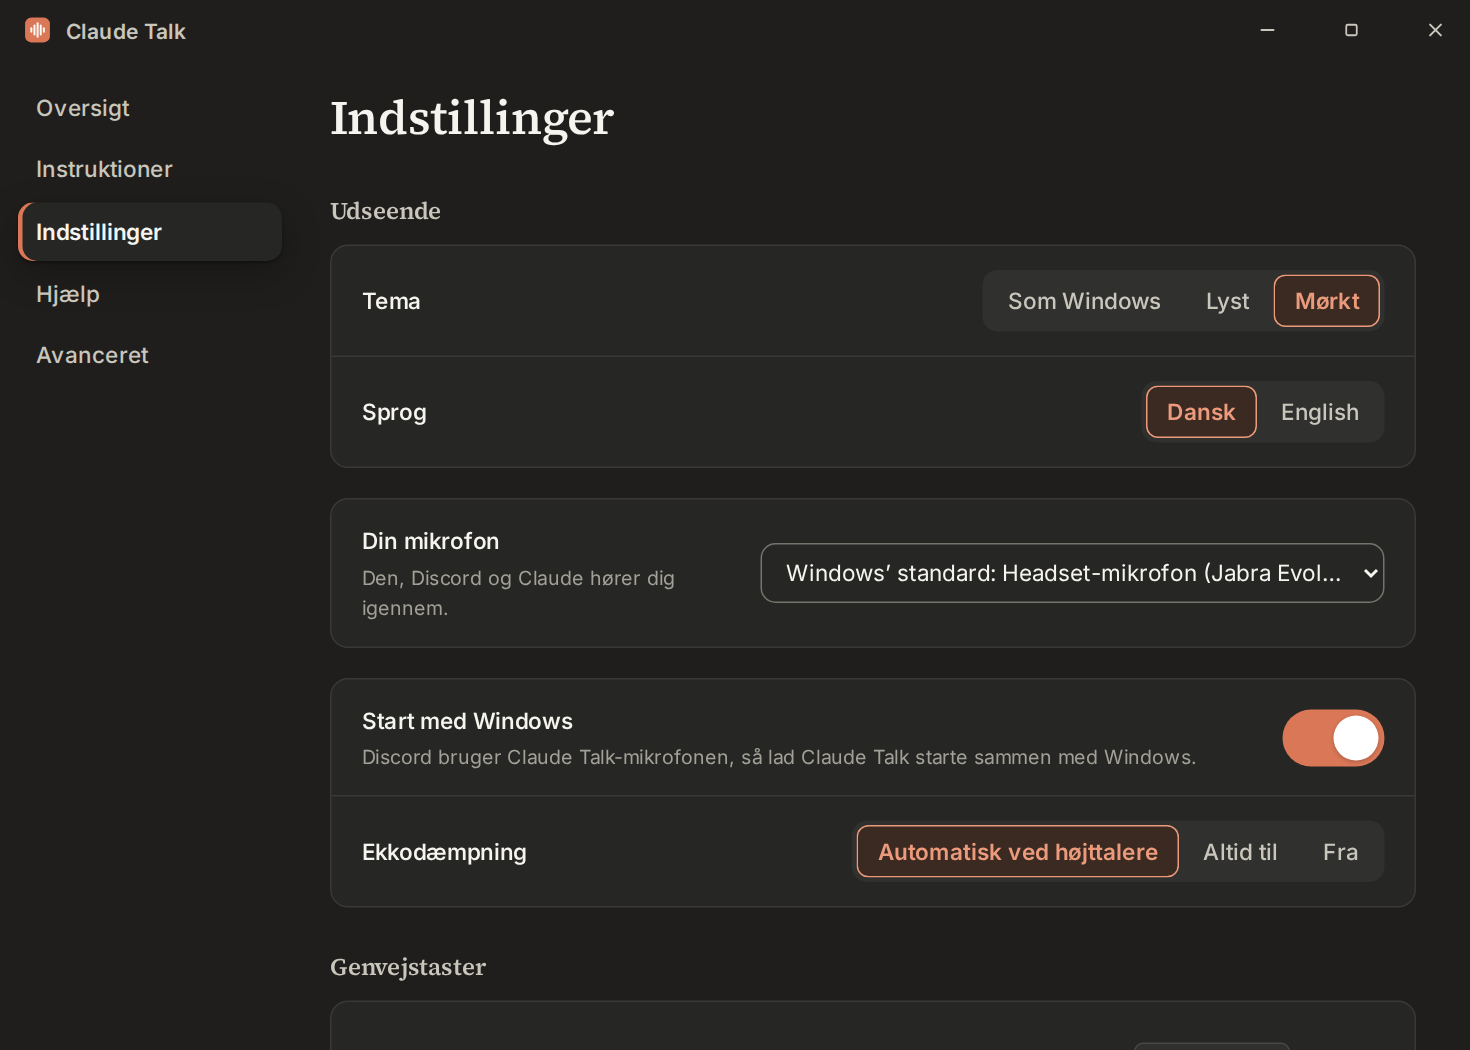 Claude Talk
Oversigt
Instruktioner
Indstillinger
Hjælp
Avanceret
Indstillinger
Udseende
Tema
Som Windows
Lyst
Mørkt
Sprog
Dansk
English
Din mikrofon
Den, Discord og Claude hører dig
igennem.
Windows’ standard: Headset-mikrofon (Jabra Evol...
Start med Windows
Discord bruger Claude Talk-mikrofonen, så lad Claude Talk starte sammen med Windows.
Ekkodæmpning
Automatisk ved højttalere
Altid til
Fra
Genvejstaster